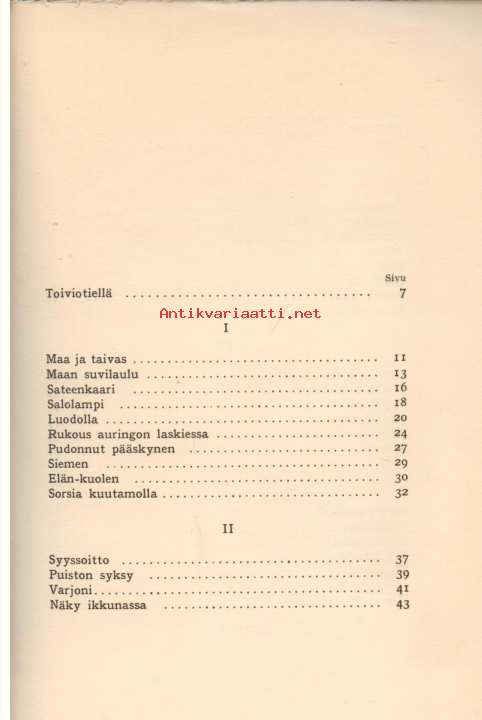 Sivu
Toiviotiellä ................................. 7
Antikvariaatti.net
I
Maa ja taivas ................................. 11
Maan suvilaulu ............................... 13
Sateenkaari ................................. 16
Salolampi ................................... 18
Luodolla ..................................... 20
Rukous auringon laskiessa ...................... 24
Pudonnut pääskynen .......................... 27
Siemen ....................................... 29
Elän-kuolen .................................. 30
Sorsia kuutamolla ............................. 32
II
Syyssoitto ................................... 37
Puiston syksy ................................ 39
Varjoni ....................................... 41
Näky ikkunassa ............................. 43